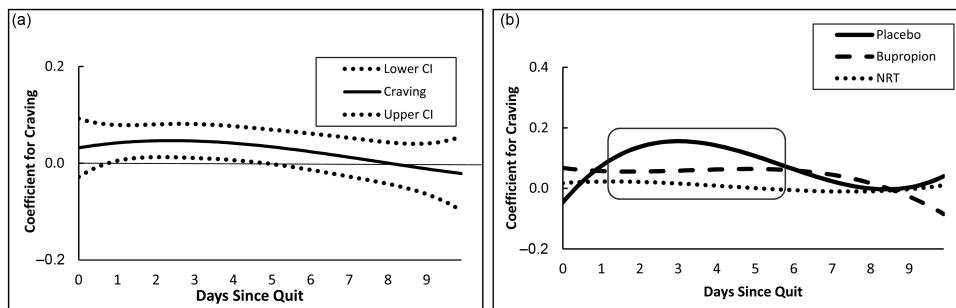 (a)
Coefficient for Craving
0.2
0.0
–0.2
Lower CI
Craving
Upper CI
0 1 2 3 4 5 6 7 8 9
Days Since Quit
(b)
Coefficient for Craving
0.4
0.2
0.0
–0.2
Placebo
Bupropion
NRT
0 1 2 3 4 5 6 7 8 9
Days Since Quit